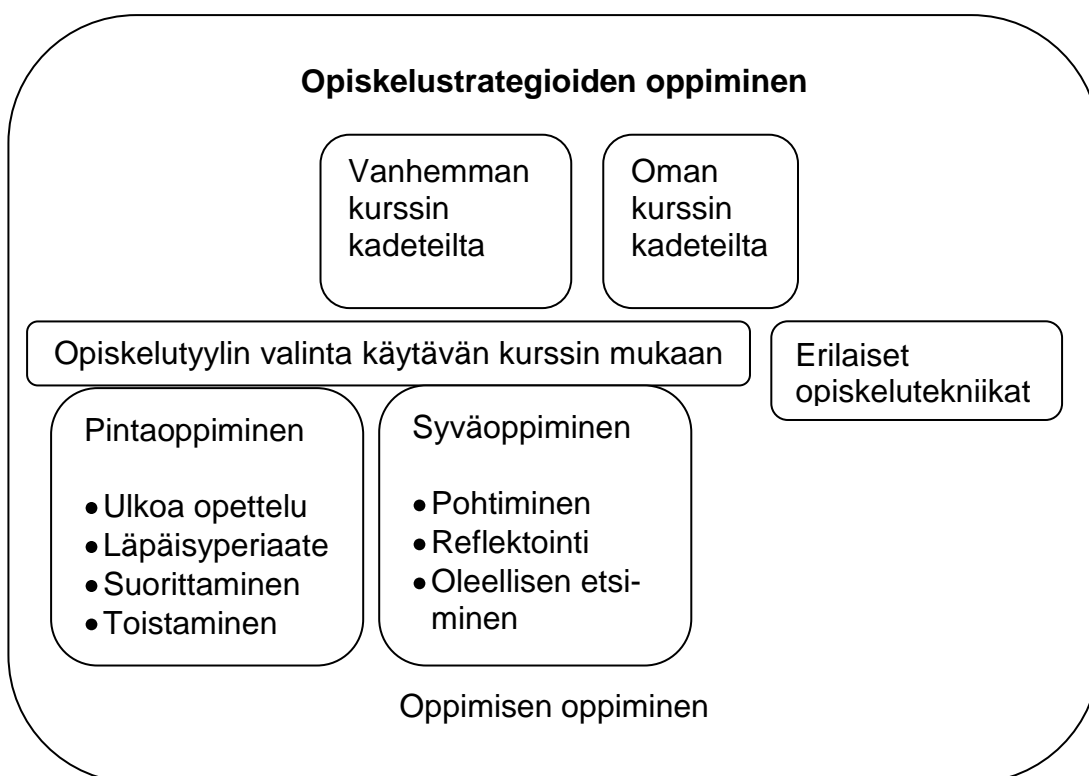 Opiskelustrategioiden oppiminen
Vanhemman
kurssin
kadeteilta
Oman
kurssin
kadeteilta
Opiskelutyylin valinta käytävän kurssin mukaan
Erilaiset
opiskelutekniikat
Pintaoppiminen
• Ulkoa opettelu
• Läpäisyperiaate
• Suorittaminen
• Toistaminen
Syväoppiminen
• Pohtiminen
• Reflektointi
• Oleellisen etsi-
minen
Oppimisen oppiminen